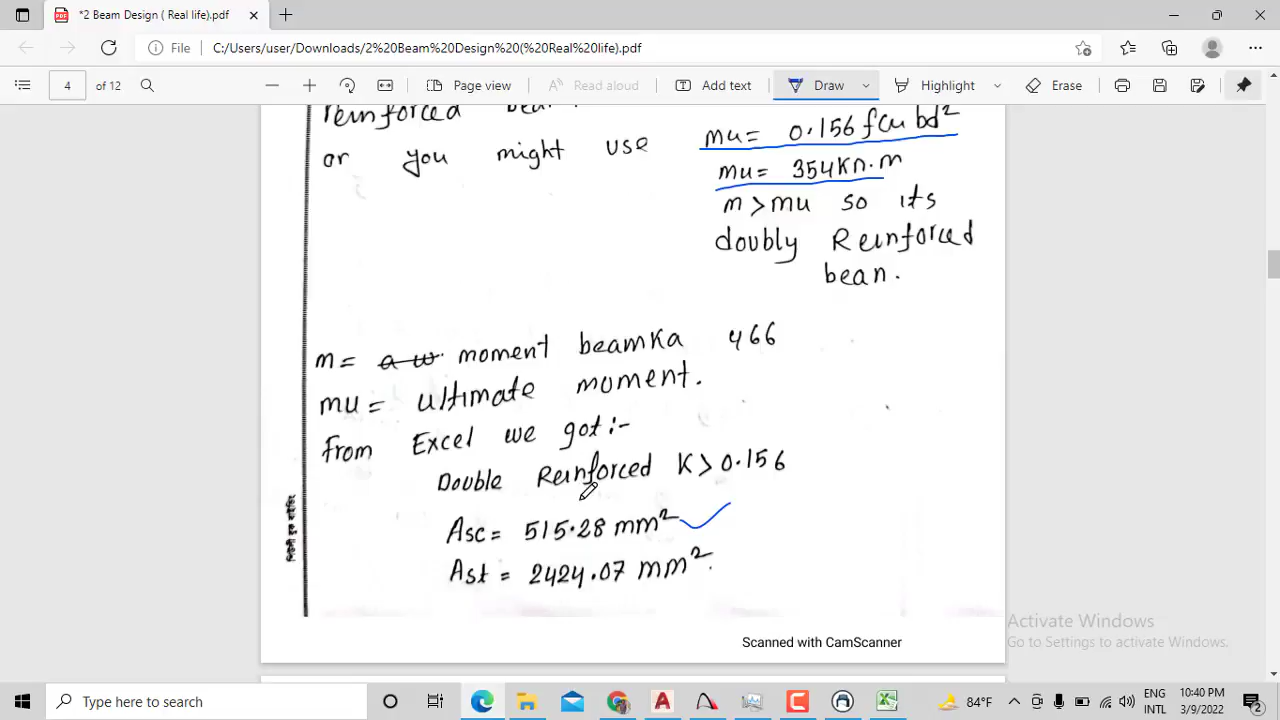 *2 Beam Design ( Real life).pdf
File
C:/Users/user/Downloads/2%20Beam%20Design%20(%20Real%20life).pdf
4 of 12
Page view
Read aloud
Add text
Draw
Highlight
Erase
reinforced
or you might use
mu = 0.156 fcu bd²
mu = 354KN.m
m > mu so its
doubly Reinforced
bean.
m = a w moment beamKa 466
mu = ultimate moment.
from Excel we got:-
Double Reinforced K > 0.156
Asc = 515.28 mm²
Ast = 2424.07 mm².
Scanned with CamScanner
Activate Windows
Go to Settings to activate Windows.
Type here to search
84°F
ENG
INTL
10:40 PM
3/9/2022
2